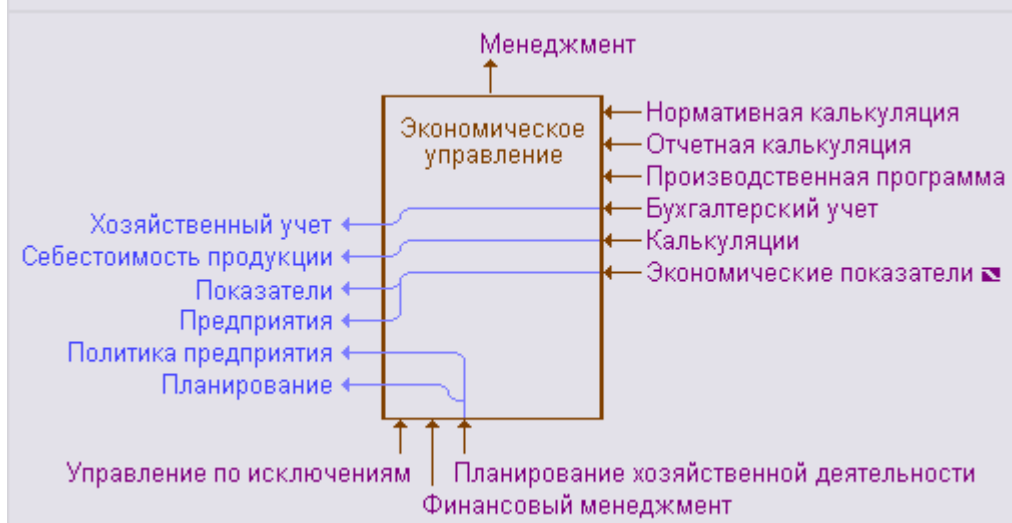 Менеджмент
Экономическое
управление
Нормативная калькуляция
Отчетная калькуляция
Производственная программа
Бухгалтерский учет
Калькуляции
Экономические показатели
Хозяйственный учет
Себестоимость продукции
Показатели
Предприятия
Политика предприятия
Планирование
Управление по исключениям
Планирование хозяйственной деятельности
Финансовый менеджмент